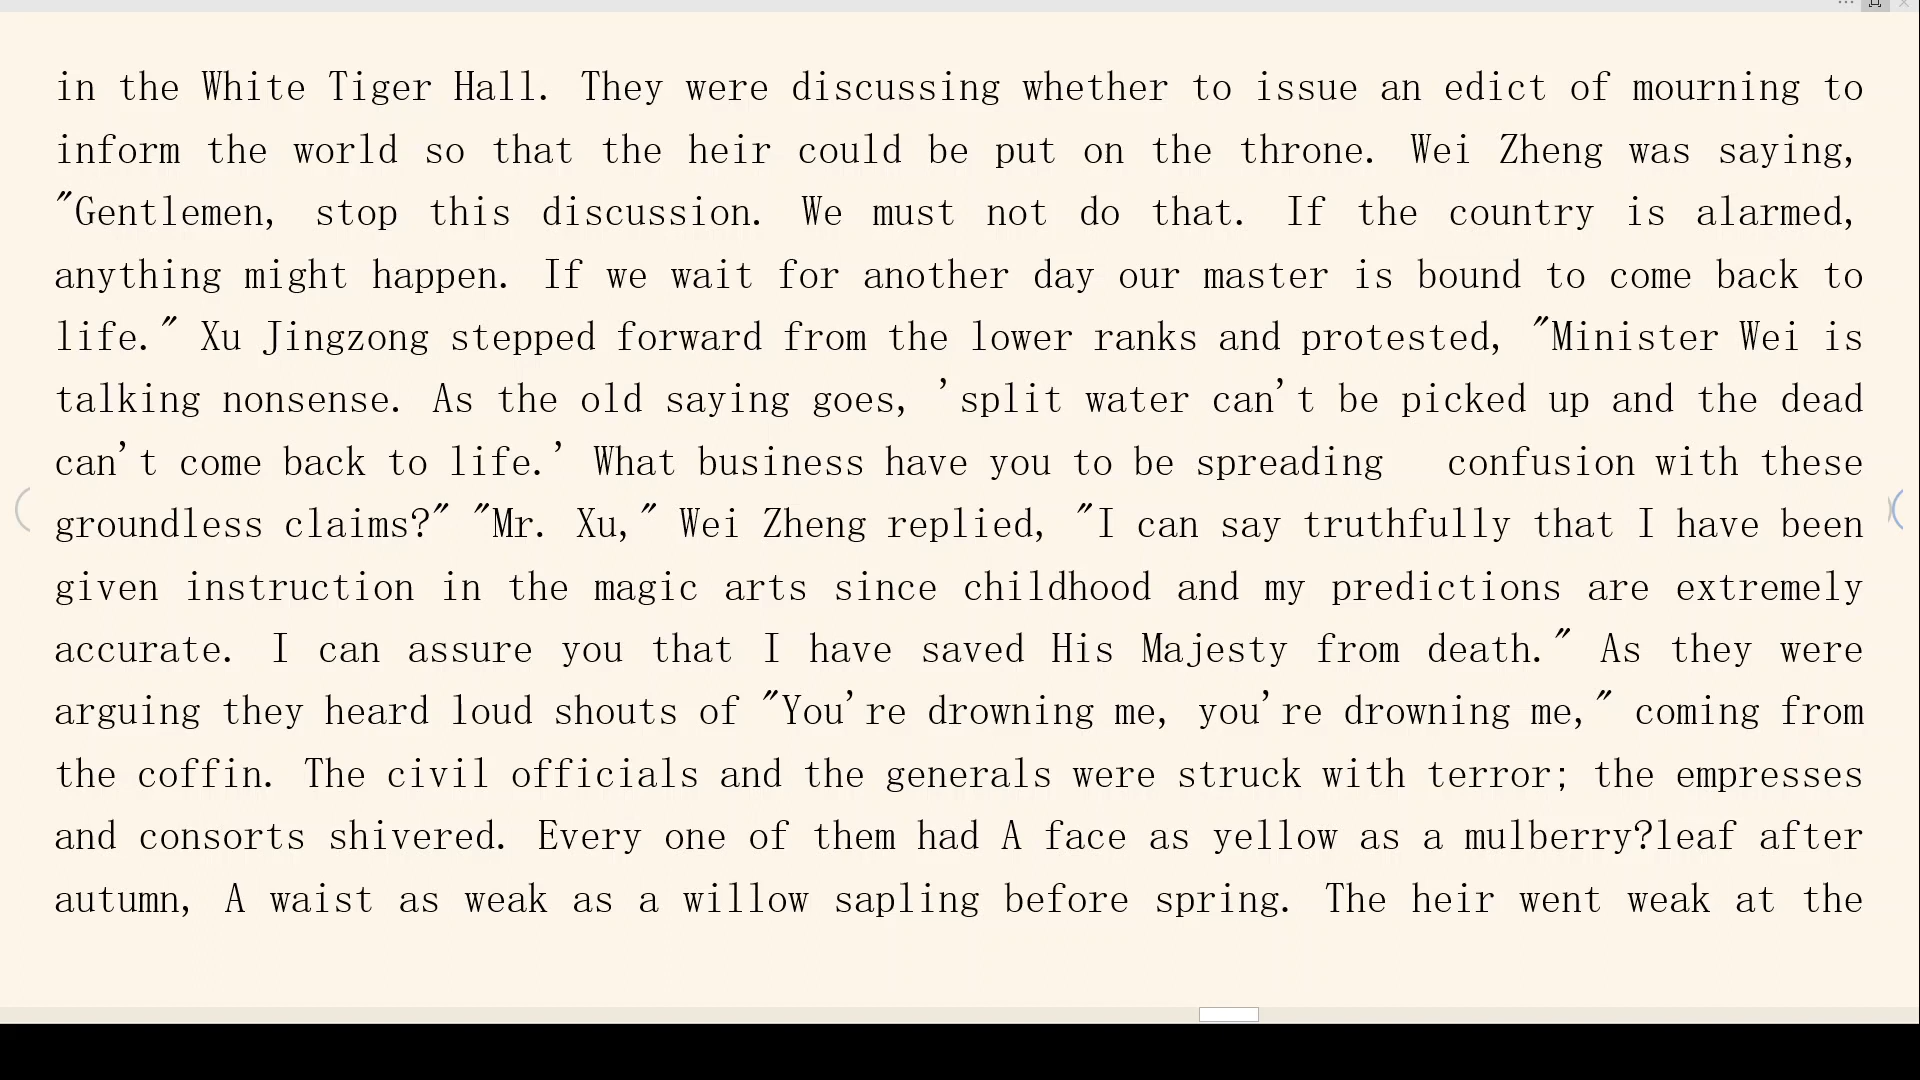 in the White Tiger Hall. They were discussing whether to issue an edict of mourning to
inform the world so that the heir could be put on the throne. Wei Zheng was saying,
"Gentlemen, stop this discussion. We must not do that. If the country is alarmed,
anything might happen. If we wait for another day our master is bound to come back to
life." Xu Jingzong stepped forward from the lower ranks and protested, "Minister Wei is
talking nonsense. As the old saying goes, 'split water can't be picked up and the dead
can't come back to life.' What business have you to be spreading   confusion with these
groundless claims?" "Mr. Xu," Wei Zheng replied, "I can say truthfully that I have been
given instruction in the magic arts since childhood and my predictions are extremely
accurate. I can assure you that I have saved His Majesty from death." As they were
arguing they heard loud shouts of "You're drowning me, you're drowning me," coming from
the coffin. The civil officials and the generals were struck with terror; the empresses
and consorts shivered. Every one of them had A face as yellow as a mulberry?leaf after
autumn, A waist as weak as a willow sapling before spring. The heir went weak at the